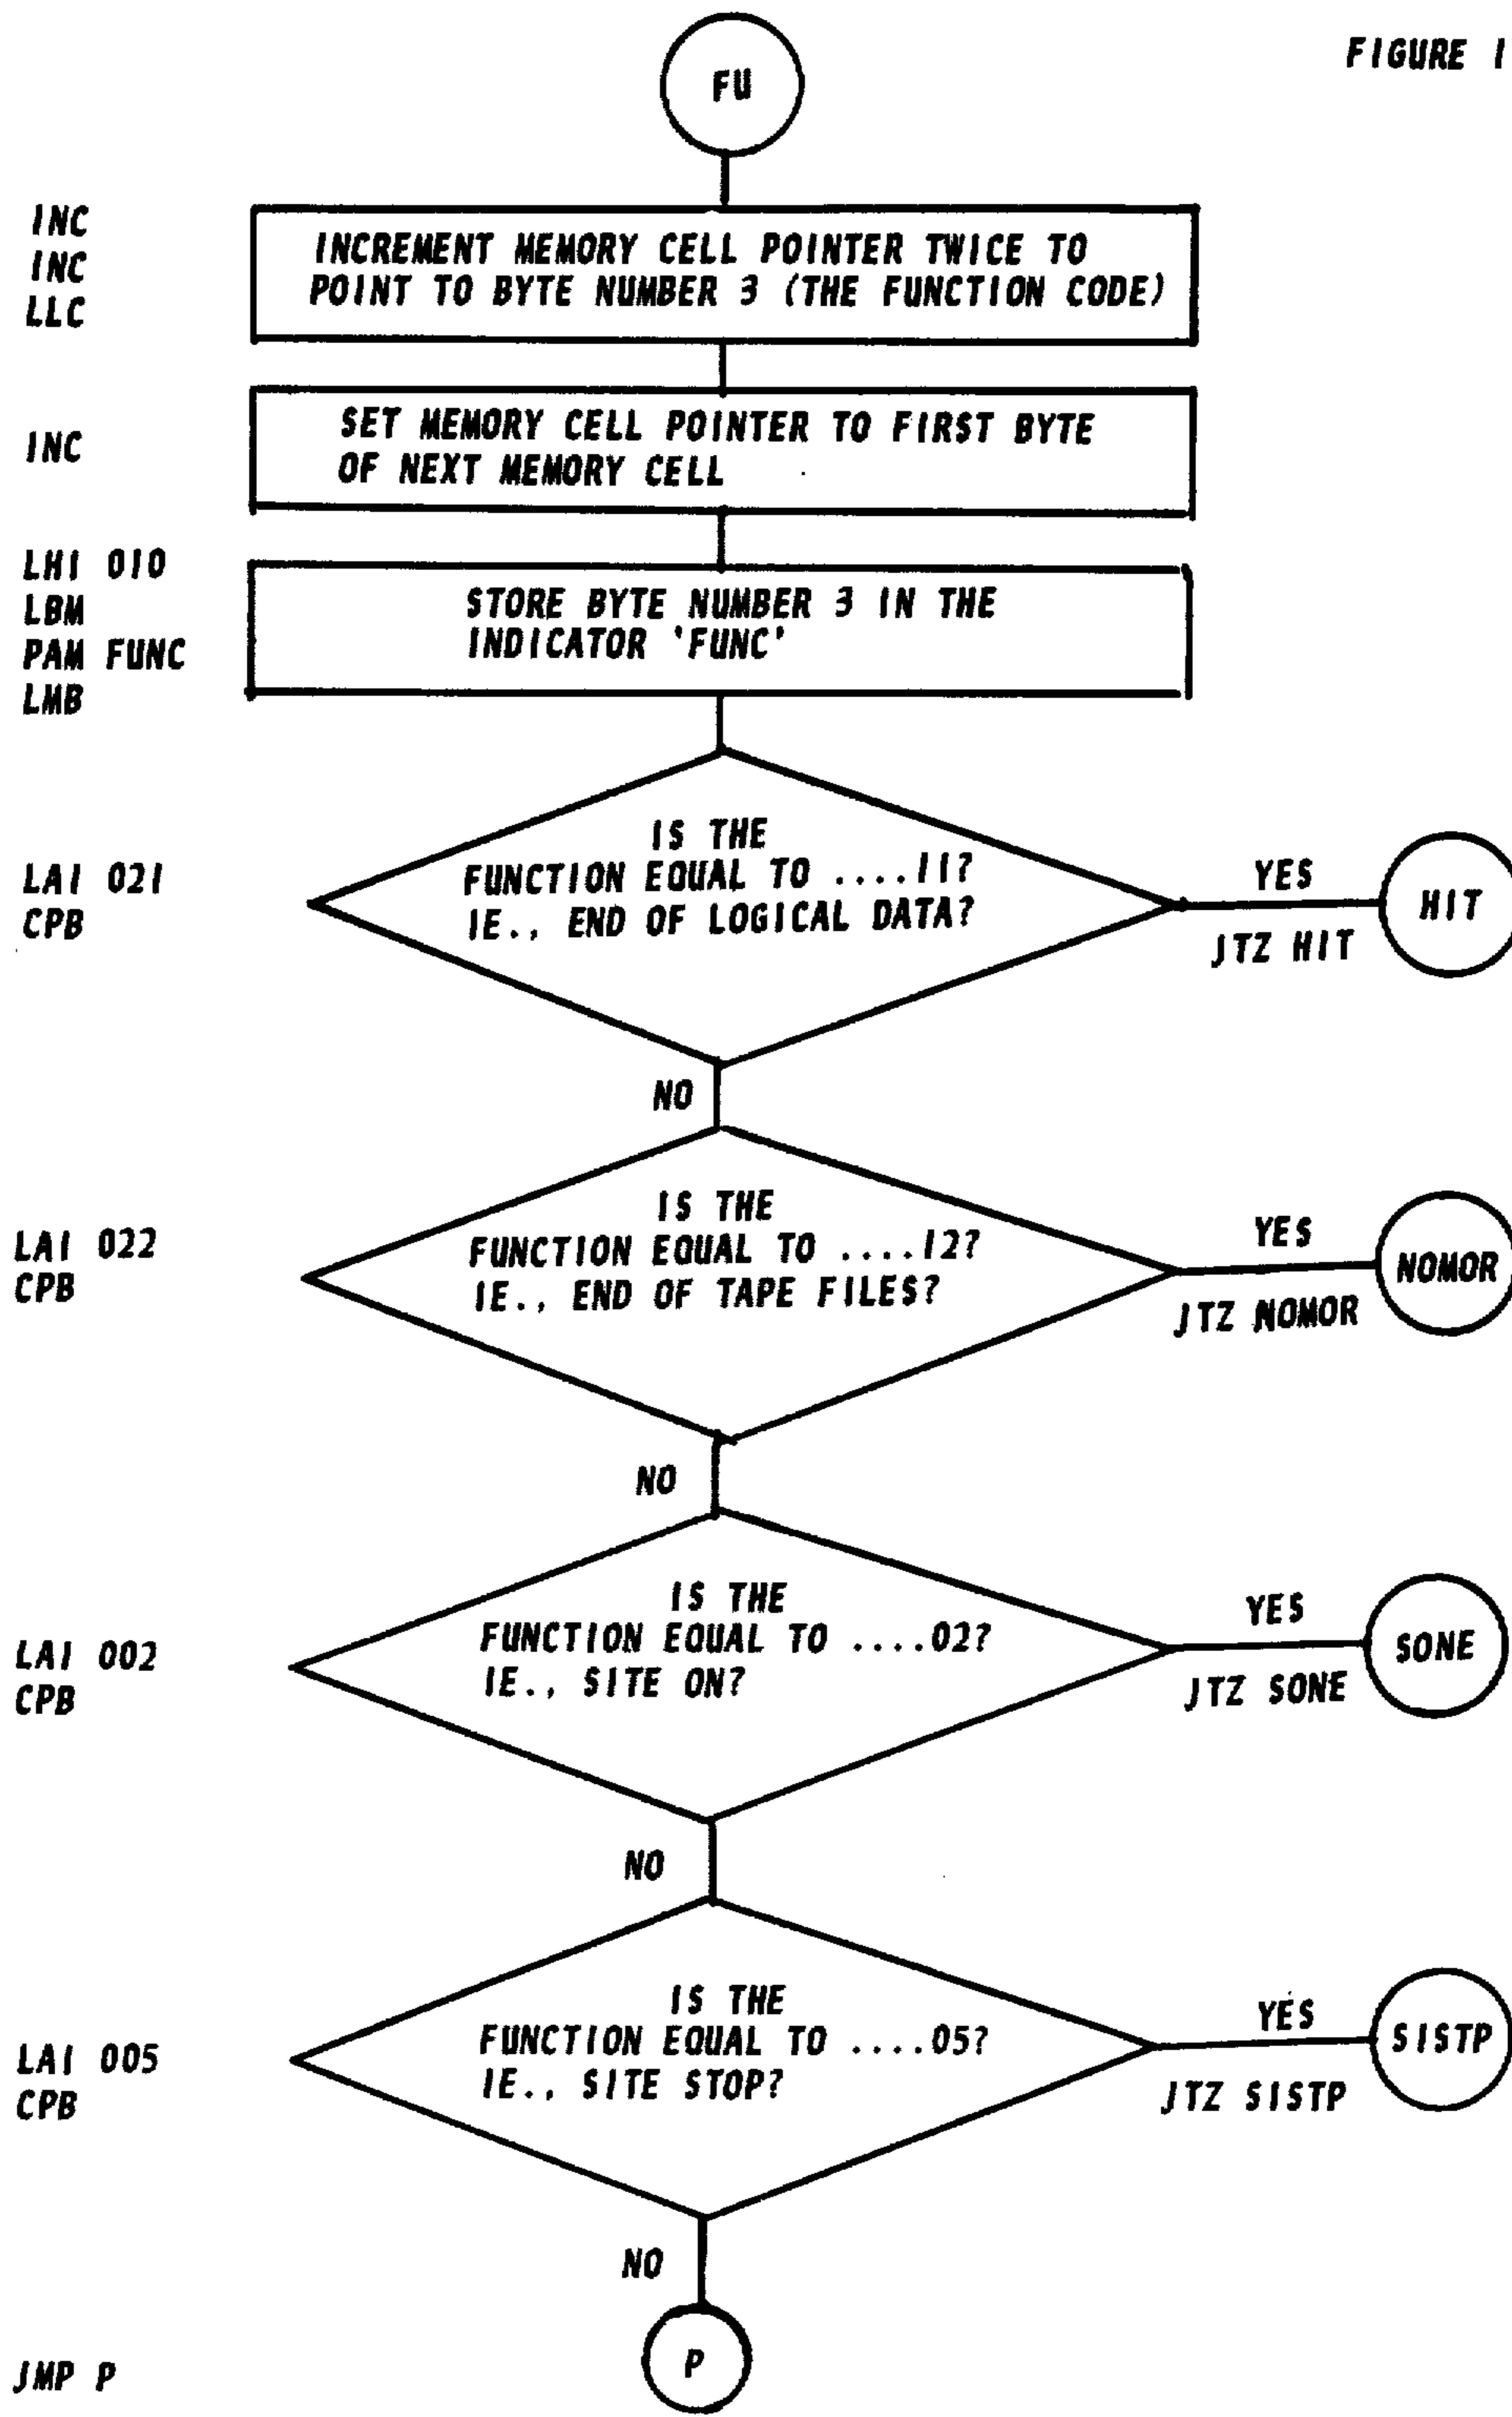 FIGURE 1
FU
INC
INC
LLC
INCREMENT MEMORY CELL POINTER TWICE TO
POINT TO BYTE NUMBER 3 (THE FUNCTION CODE)
INC
SET MEMORY CELL POINTER TO FIRST BYTE
OF NEXT MEMORY CELL
LHI 010
LBM
PAM FUNC
LMB
STORE BYTE NUMBER 3 IN THE
INDICATOR 'FUNC'
LAI 021
CPB
IS THE
FUNCTION EQUAL TO ....11?
IE., END OF LOGICAL DATA?
YES
JTZ HIT
HIT
NO
LAI 022
CPB
IS THE
FUNCTION EQUAL TO ....12?
IE., END OF TAPE FILES?
YES
JTZ NOMOR
NOMOR
NO
LAI 002
CPB
IS THE
FUNCTION EQUAL TO ....02?
IE., SITE ON?
YES
JTZ SONE
SONE
NO
LAI 005
CPB
IS THE
FUNCTION EQUAL TO ....05?
IE., SITE STOP?
YES
JTZ SISTP
SISTP
NO
JMP P
P